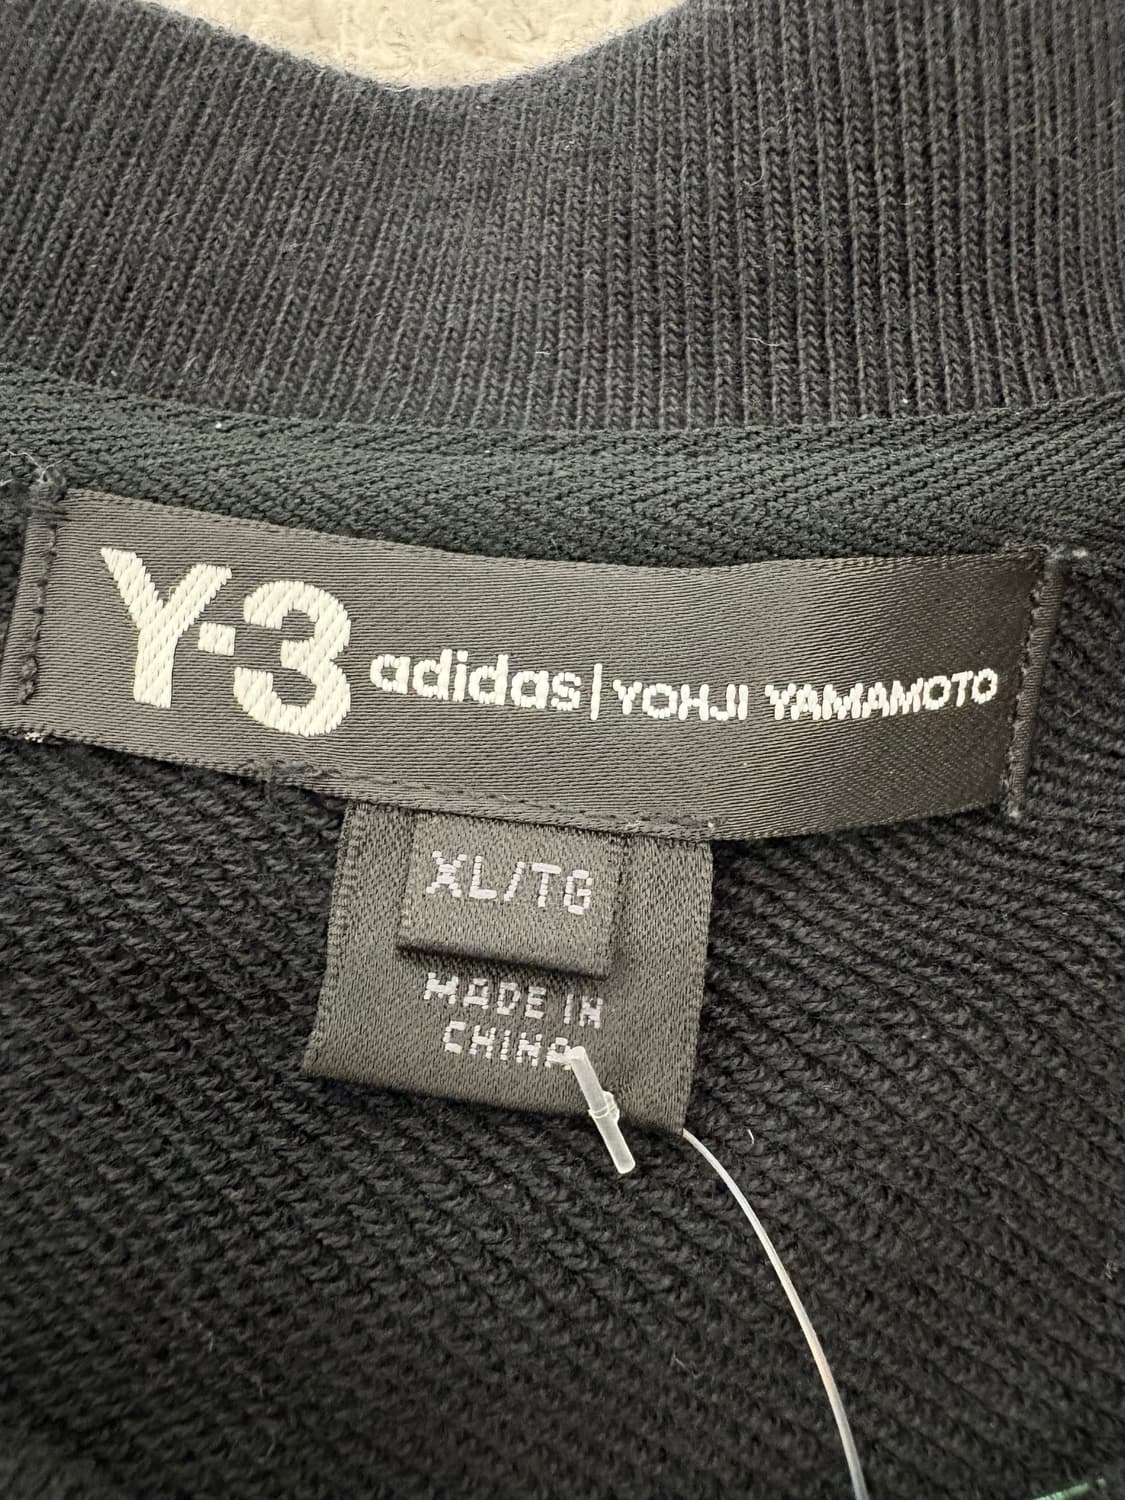 Y-3 adidas | YOHJI YAMAMOTO
XL/TG
MADE IN
CHINA